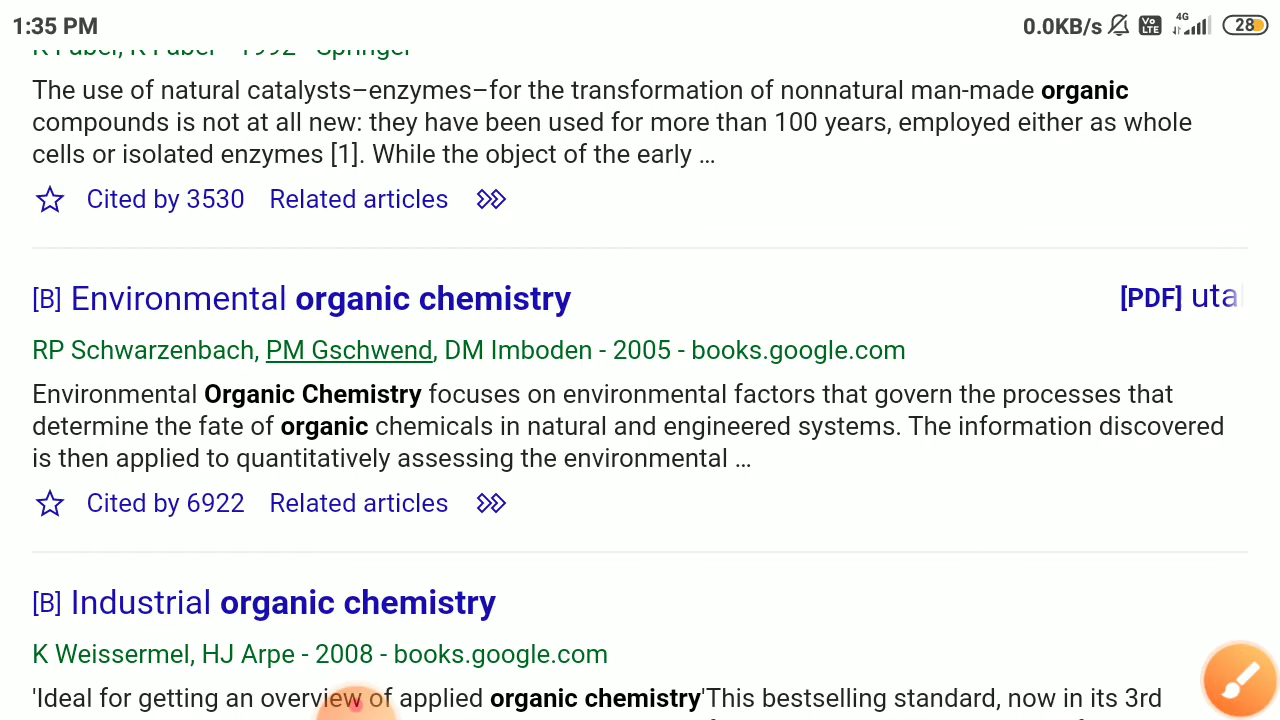 1:35 PM 0.0KB/s Vo LTE 4G 28
K Faber, K Faber - 1992 - Springer
The use of natural catalysts–enzymes–for the transformation of nonnatural man-made organic
compounds is not at all new: they have been used for more than 100 years, employed either as whole
cells or isolated enzymes [1]. While the object of the early ...
Cited by 3530 Related articles
[B] Environmental organic chemistry [PDF] uta
RP Schwarzenbach, PM Gschwend, DM Imboden - 2005 - books.google.com
Environmental Organic Chemistry focuses on environmental factors that govern the processes that
determine the fate of organic chemicals in natural and engineered systems. The information discovered
is then applied to quantitatively assessing the environmental ...
Cited by 6922 Related articles
[B] Industrial organic chemistry
K Weissermel, HJ Arpe - 2008 - books.google.com
'Ideal for getting an overview of applied organic chemistry'This bestselling standard, now in its 3rd